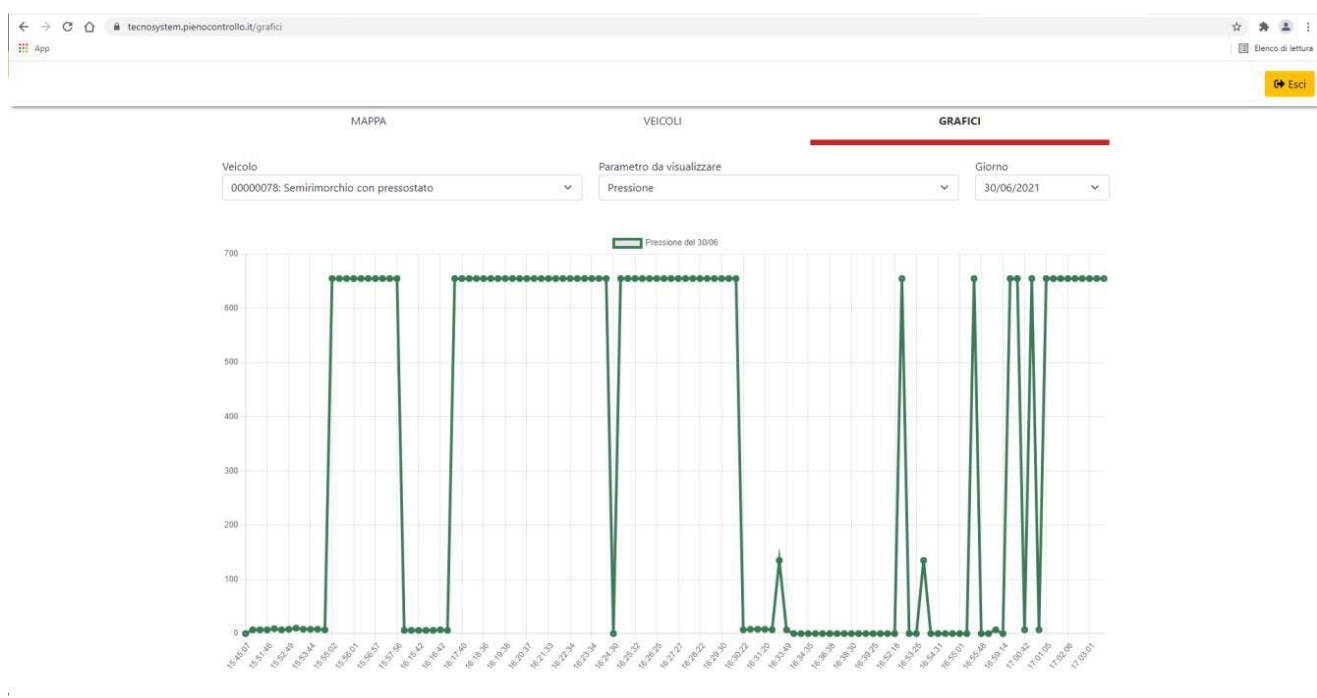 tecnosystem.pienocontrollo.it/grafici
App
Elenco di lettura
Esci
MAPPA VEICOLI GRAFICI
Veicolo Parametro da visualizzare Giorno
00000078: Semirimorchio con pressostato Pressione 30/06/2021
Pressione del 30/06
700
600
500
400
300
200
100
0
15:45:07 15:51:46 15:52:49 15:53:44 15:55:02 15:56:01 15:56:57 15:57:56 16:15:42 16:16:42 16:17:40 16:18:36 16:19:38 16:20:37 16:21:33 16:22:34 16:23:34 16:24:30 16:25:32 16:26:25 16:27:27 16:28:22 16:29:30 16:30:22 16:31:20 16:33:49 16:34:35 16:36:38 16:38:30 16:39:25 16:52:18 16:53:25 16:54:31 16:55:01 16:55:48 16:59:14 17:00:42 17:01:05 17:02:06 17:03:01